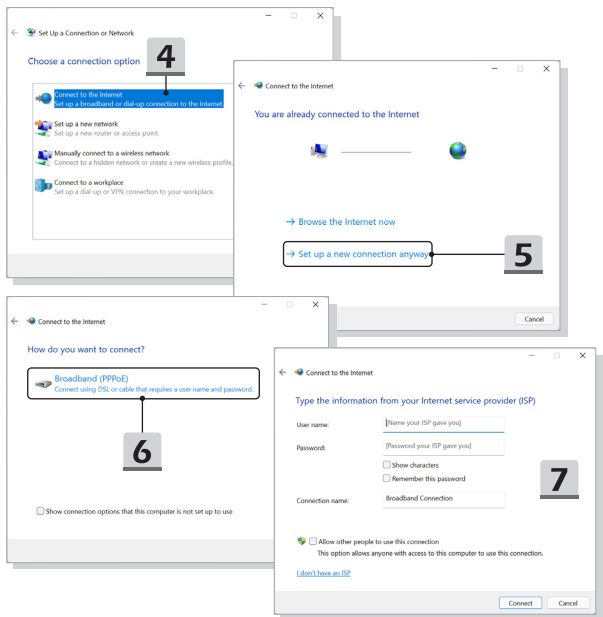 Set Up a Connection or Network
Choose a connection option
4
Connect to the Internet
Set up a broadband or dial-up connection to the Internet.
Set up a new network
Set up a new router or access point.
Manually connect to a wireless network
Connect to a hidden network or create a new wireless profile.
Connect to a workplace
Set up a dial-up or VPN connection to your workplace.
Connect to the Internet
You are already connected to the Internet
→ Browse the Internet now
→ Set up a new connection anyway
5
Cancel
Connect to the Internet
How do you want to connect?
Broadband (PPPoE)
Connect using DSL or cable that requires a user name and password.
6
Show connection options that this computer is not set up to use
Connect to the Internet
Type the information from your Internet service provider (ISP)
User name: [Name your ISP gave you]
Password: [Password your ISP gave you]
Show characters
Remember this password
7
Connection name: Broadband Connection
Allow other people to use this connection
This option allows anyone with access to this computer to use this connection.
I don't have an ISP
Connect Cancel